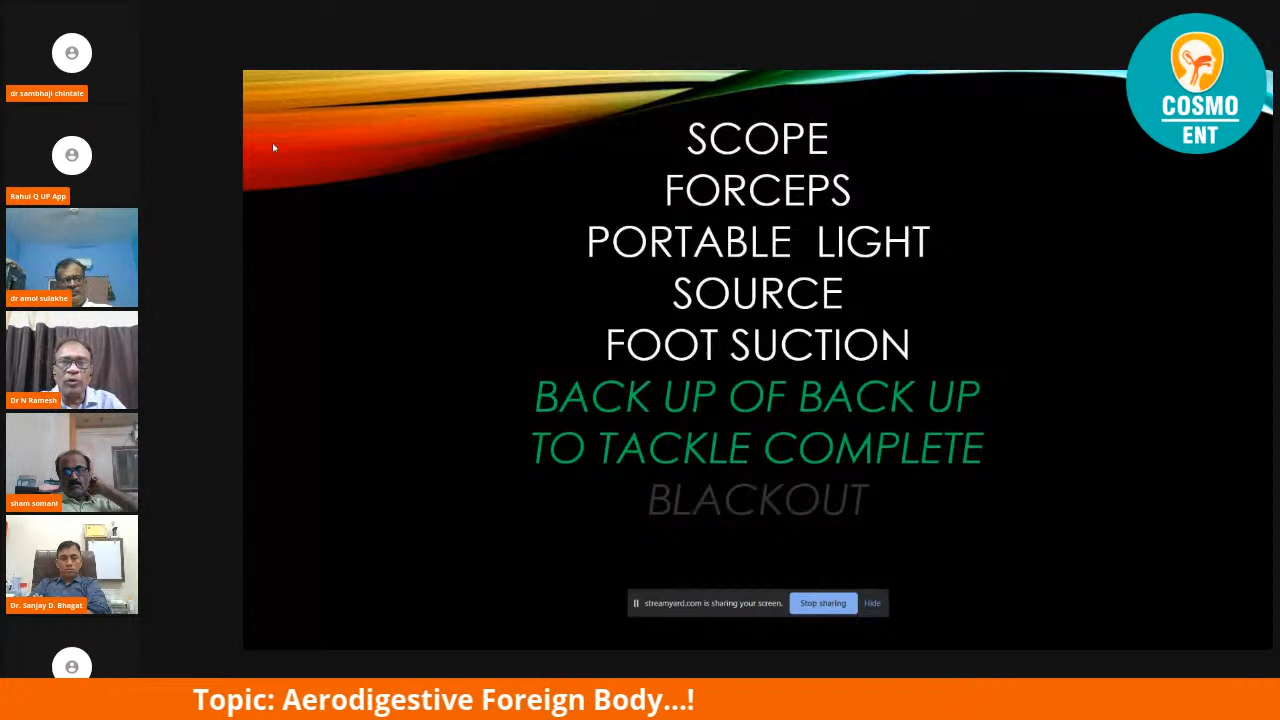 dr sambhaji chintale
Rahul Q UP App
dr amol sulakhe
Dr N Ramesh
sham somani
Dr. Sanjay D. Bhagat
COSMO
ENT
SCOPE
FORCEPS
PORTABLE LIGHT
SOURCE
FOOT SUCTION
BACK UP OF BACK UP
TO TACKLE COMPLETE
BLACKOUT
streamyard.com is sharing your screen. Stop sharing Hide
Topic: Aerodigestive Foreign Body...!